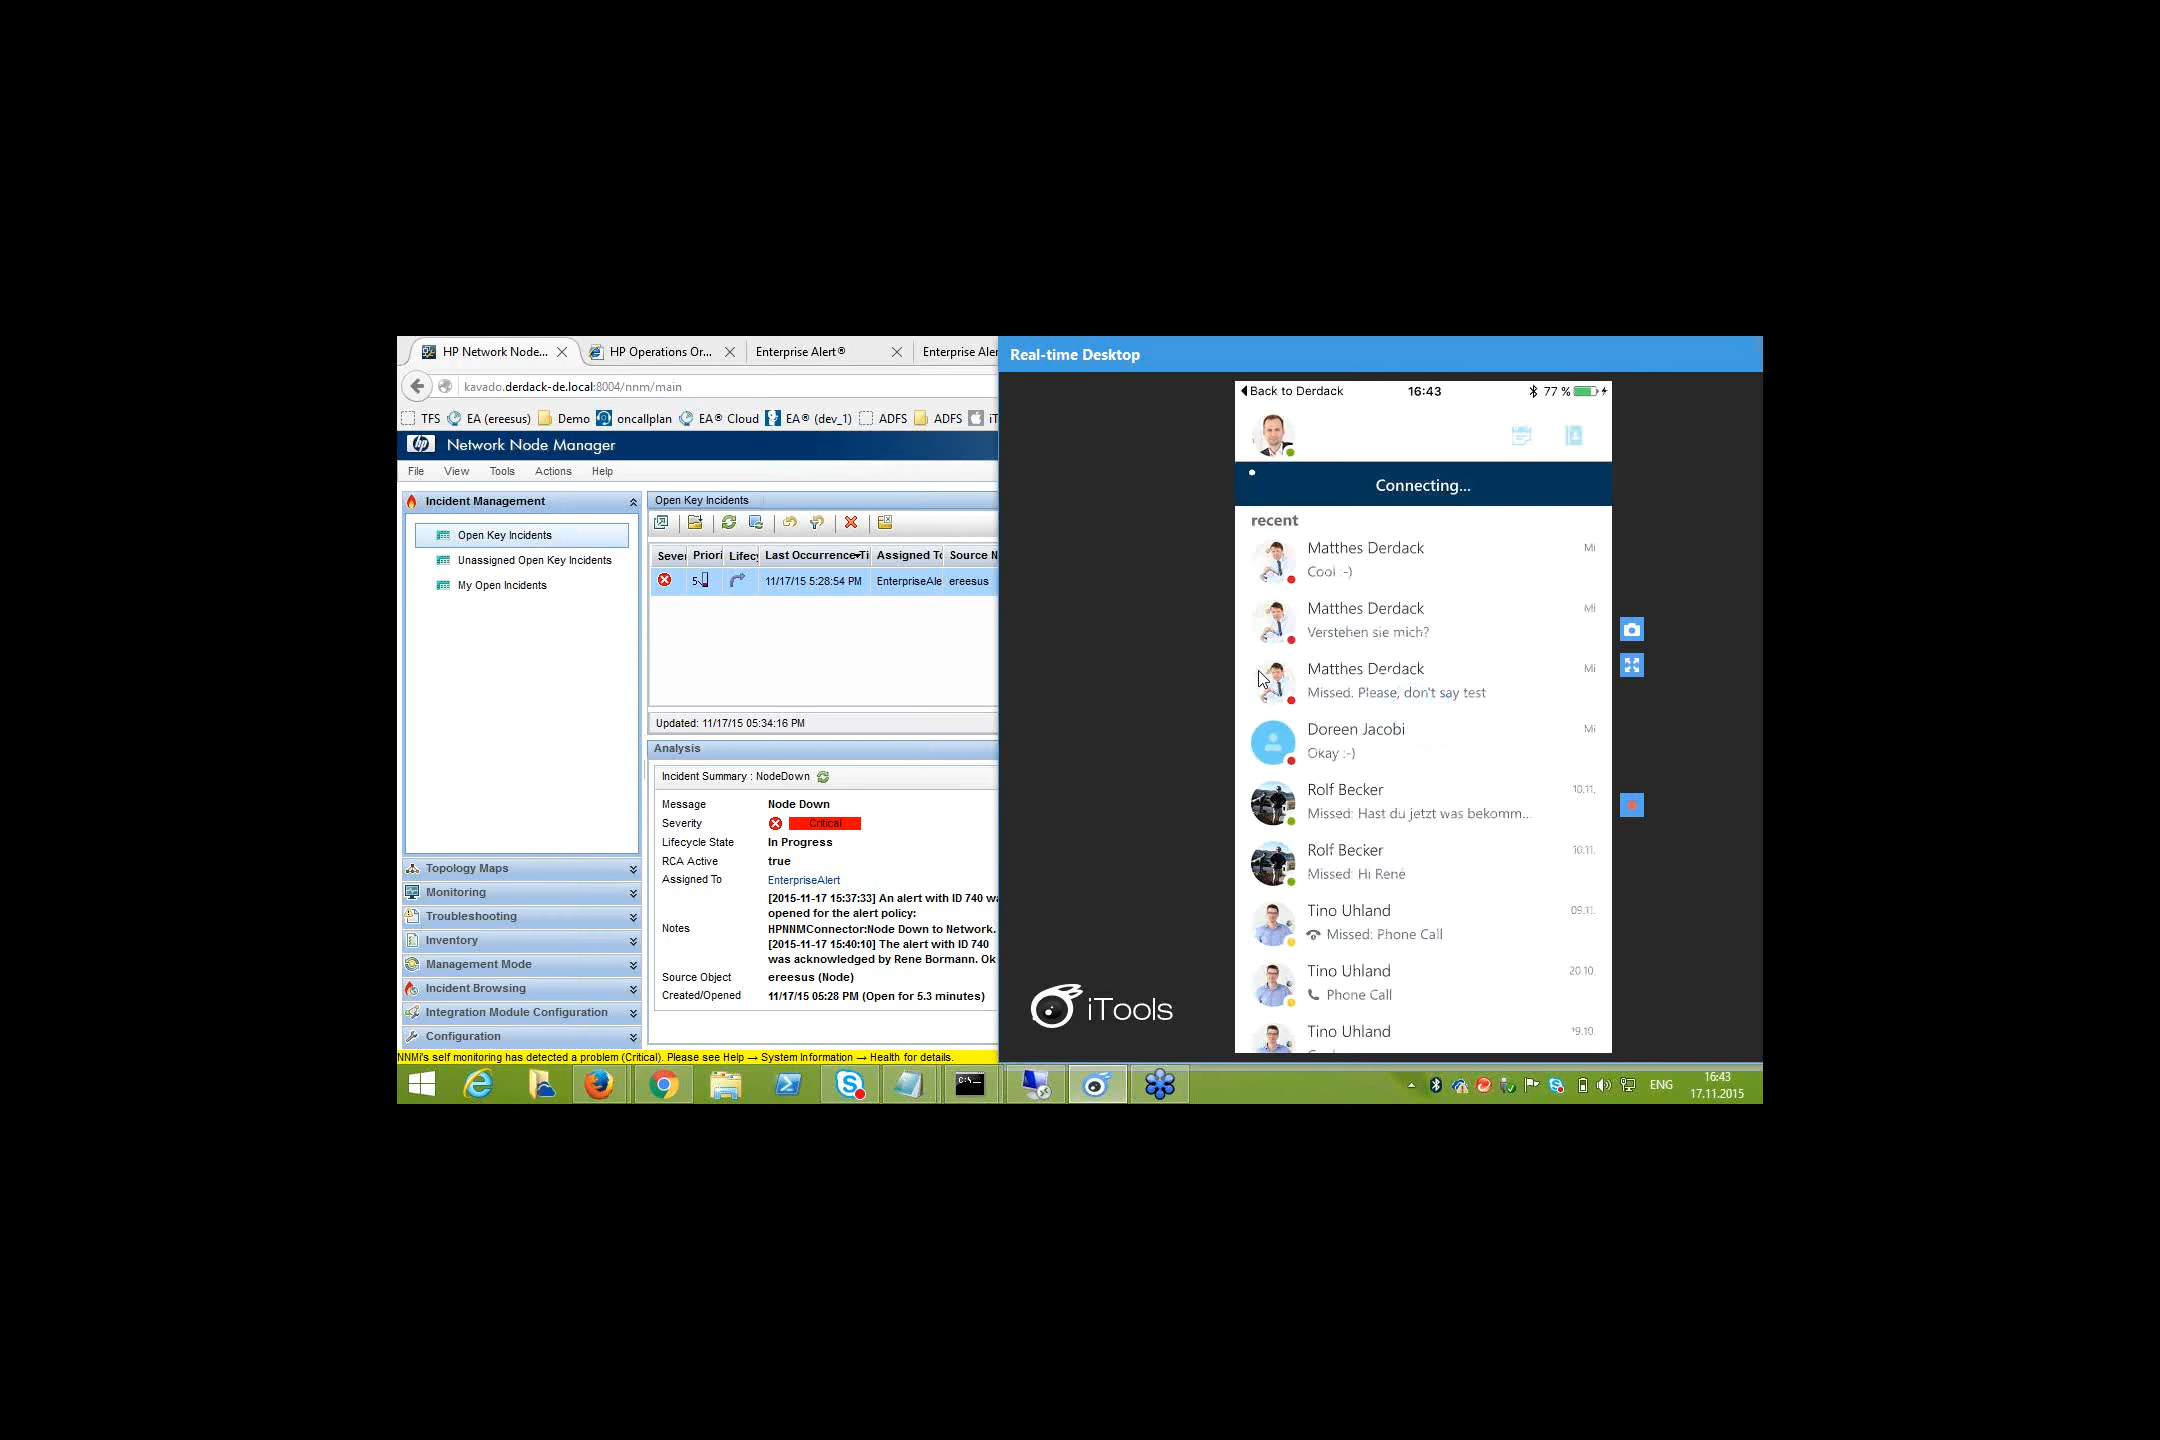 HP Network Node...
HP Operations Or...
Enterprise Alert®
Enterprise Aler
kavado.derdack-de.local:8004/nnm/main
TFS
EA (ereesus)
Demo
oncallplan
EA® Cloud
EA® (dev_1)
ADFS
ADFS
iT
hp
Network Node Manager
File
View
Tools
Actions
Help
Incident Management
Open Key Incidents
Unassigned Open Key Incidents
My Open Incidents
Topology Maps
Monitoring
Troubleshooting
Inventory
Management Mode
Incident Browsing
Integration Module Configuration
Configuration
Open Key Incidents
Sever
Priori
Lifecy
Last Occurrence Ti
Assigned To
Source N
5
11/17/15 5:28:54 PM
EnterpriseAle
ereesus
Updated: 11/17/15 05:34:16 PM
Analysis
Incident Summary : NodeDown
Message
Node Down
Severity
Critical
Lifecycle State
In Progress
RCA Active
true
Assigned To
EnterpriseAlert
Notes
[2015-11-17 15:37:33] An alert with ID 740 wa
opened for the alert policy:
HPNNMConnector:Node Down to Network.
[2015-11-17 15:40:10] The alert with ID 740
was acknowledged by Rene Bormann. Ok
Source Object
ereesus (Node)
Created/Opened
11/17/15 05:28 PM (Open for 5.3 minutes)
NNMi's self monitoring has detected a problem (Critical). Please see Help → System Information → Health for details.
Real-time Desktop
Back to Derdack
16:43
77 %
Connecting...
recent
Matthes Derdack
Mi
Cool :-)
Matthes Derdack
Mi
Verstehen sie mich?
Matthes Derdack
Mi
Missed. Please, don't say test
Doreen Jacobi
Mi
Okay :-)
Rolf Becker
10.11.
Missed: Hast du jetzt was bekomm...
Rolf Becker
10.11.
Missed: Hi René
Tino Uhland
09.11.
Missed: Phone Call
Tino Uhland
20.10.
Phone Call
Tino Uhland
19.10.
iTools
ENG
16:43
17.11.2015